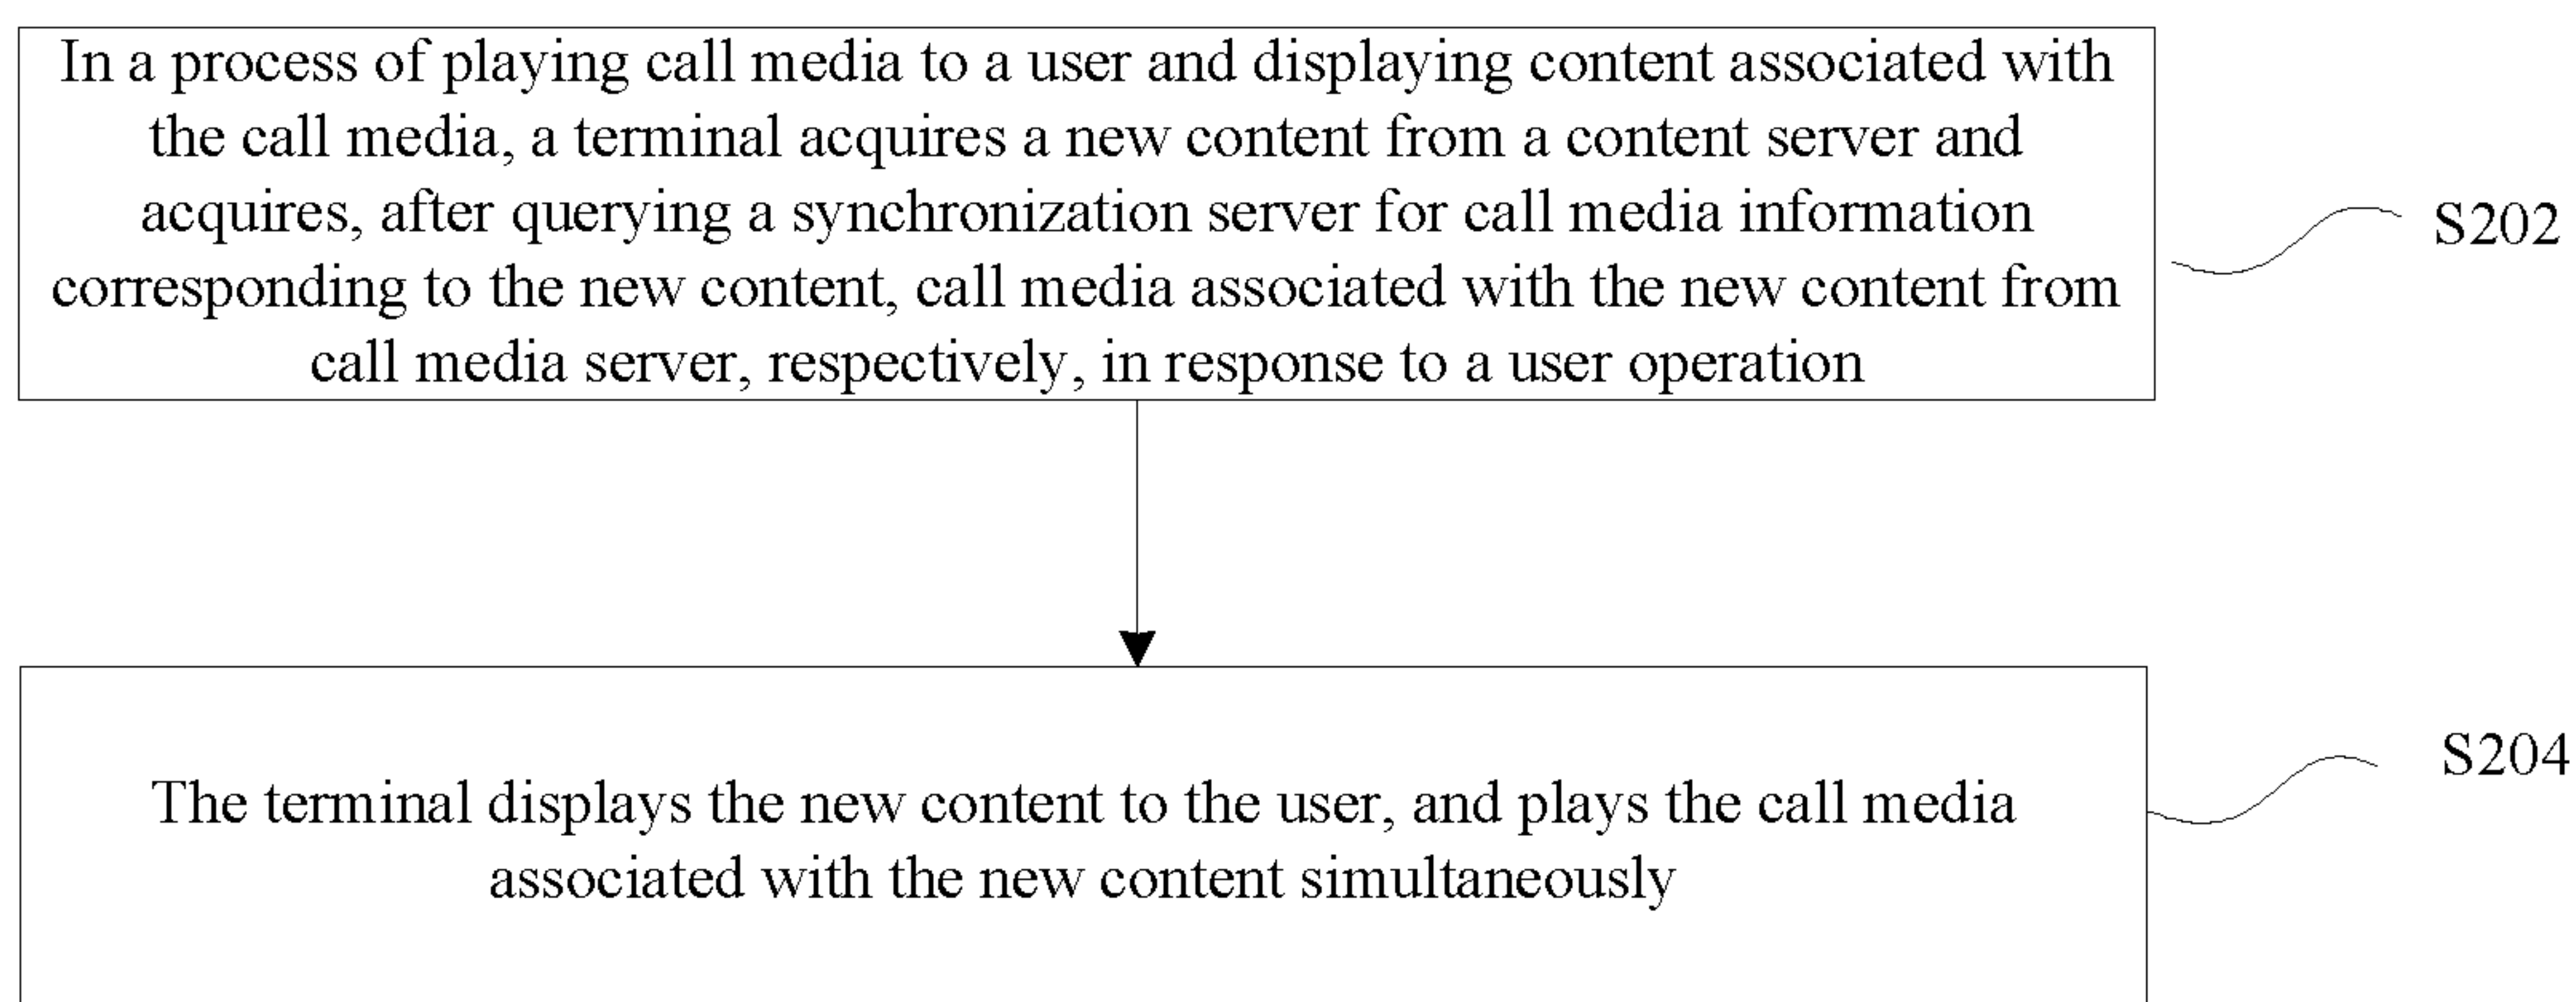 In a process of playing call media to a user and displaying content associated with
the call media, a terminal acquires a new content from a content server and
acquires, after querying a synchronization server for call media information
corresponding to the new content, call media associated with the new content from
call media server, respectively, in response to a user operation
S202
The terminal displays the new content to the user, and plays the call media
associated with the new content simultaneously
S204